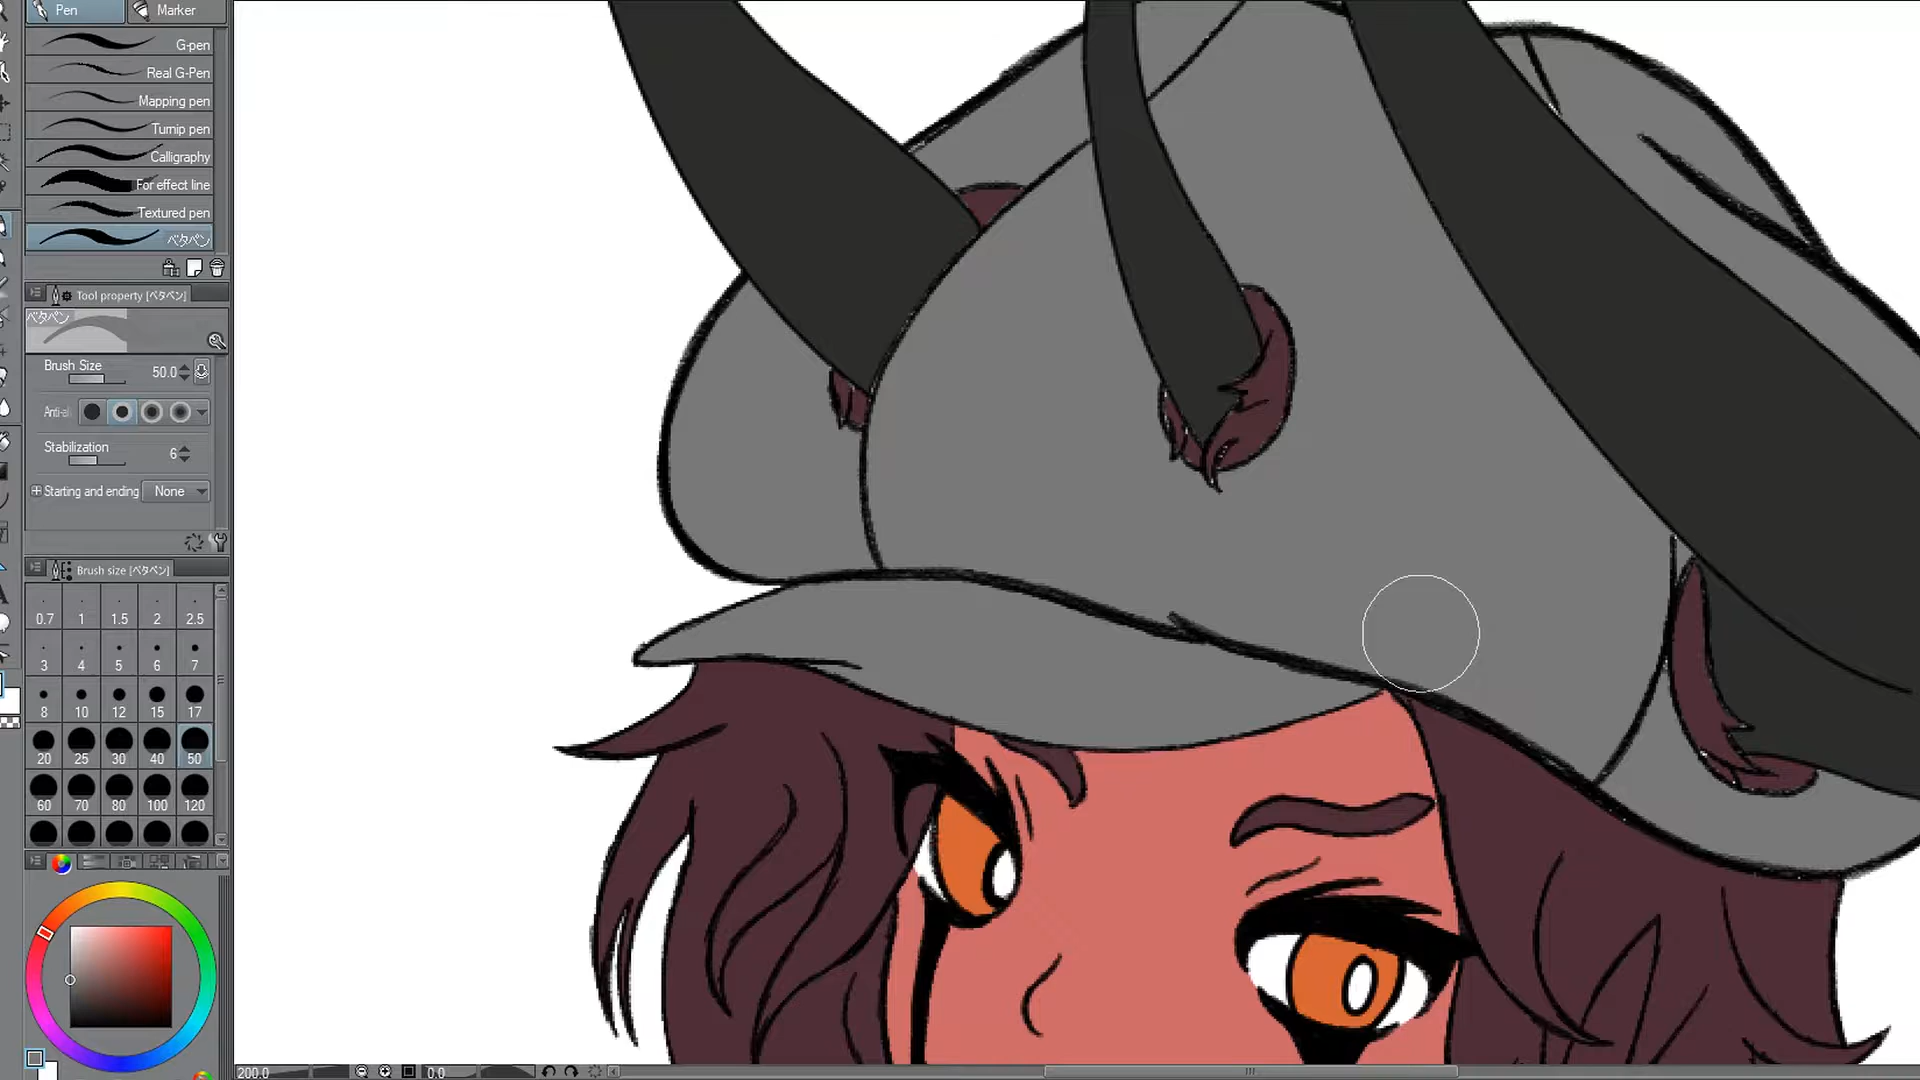 Pen Marker
G-pen
Real G-Pen
Mapping pen
Turnip pen
Calligraphy
For effect line
Textured pen
ベタペン
Tool property [ベタペン]
ベタペン
Brush Size 50.0
Anti-al
Stabilization 6
Starting and ending None
Brush size [ベタペン]
0.7 1 1.5 2 2.5
3 4 5 6 7
8 10 12 15 17
20 25 30 40 50
60 70 80 100 120
200.0 0.0